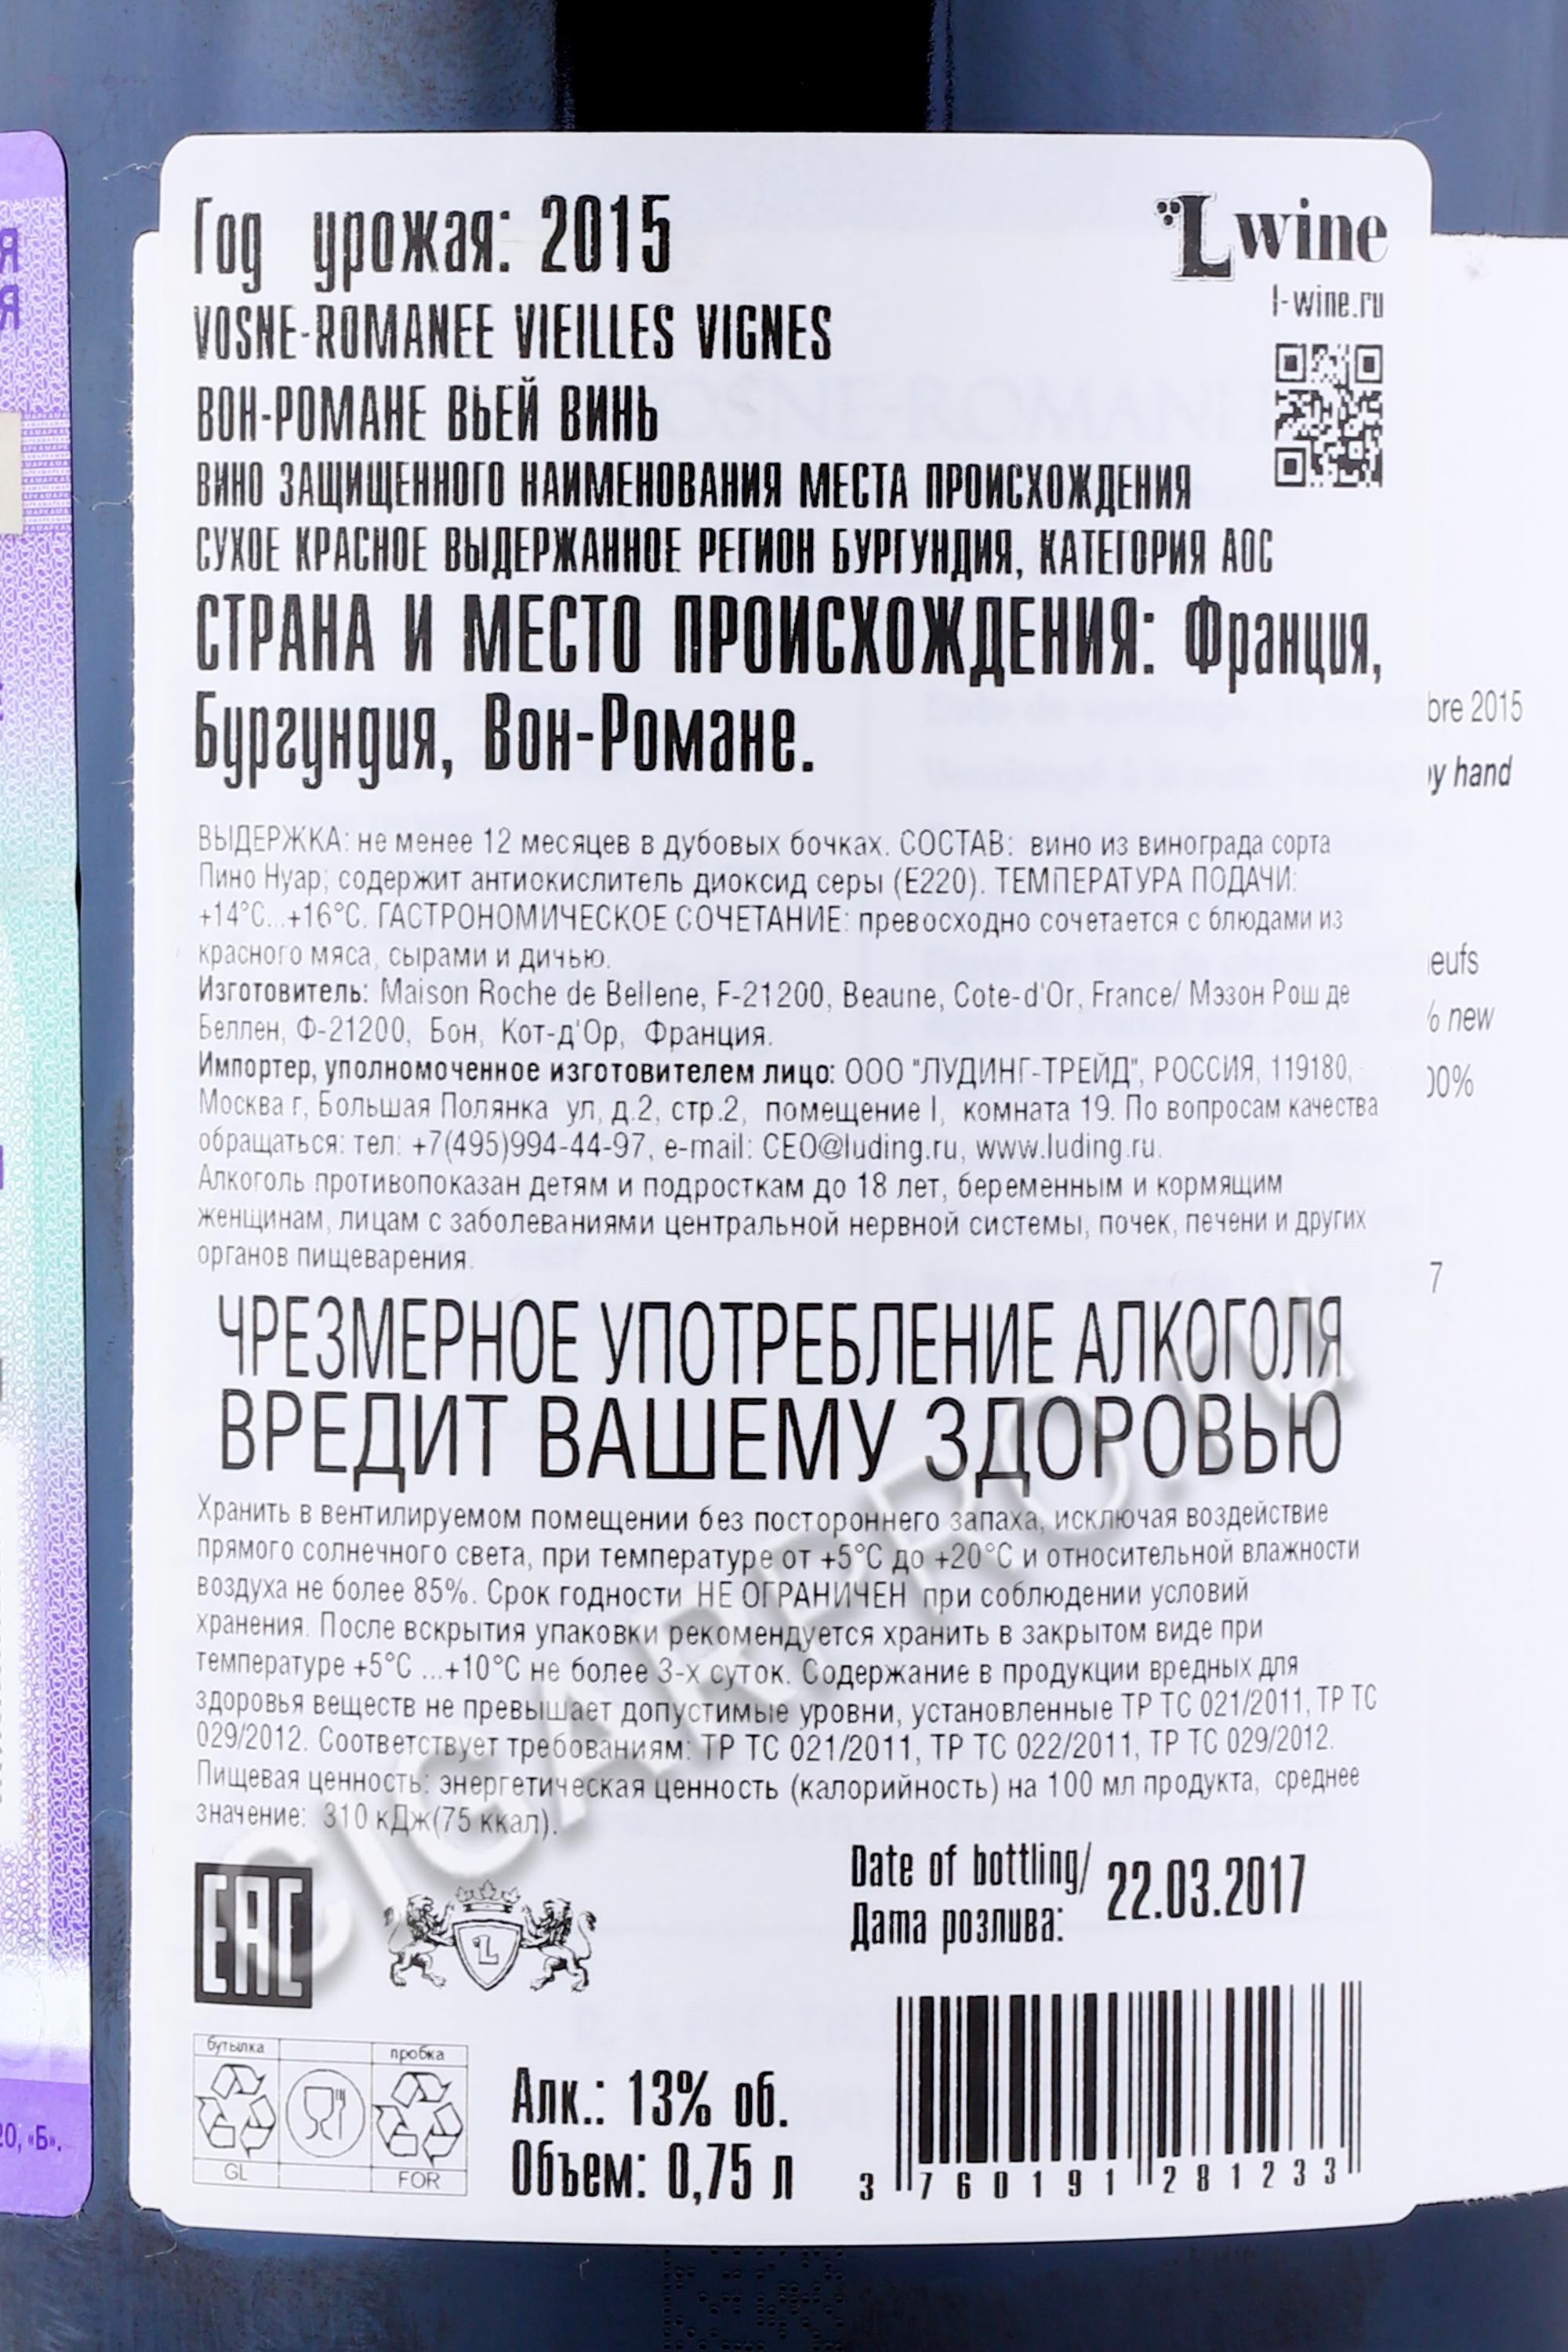 Год урожая: 2015
L wine
l-wine.ru
VOSNE-ROMANEE VIEILLES VIGNES
ВОН-РОМАНЕ ВЬЕЙ ВИНЬ
ВИНО ЗАЩИЩЕННОГО НАИМЕНОВАНИЯ МЕСТА ПРОИСХОЖДЕНИЯ
СУХОЕ КРАСНОЕ ВЫДЕРЖАННОЕ РЕГИОН БУРГУНДИЯ, КАТЕГОРИЯ АОС
СТРАНА И МЕСТО ПРОИСХОЖДЕНИЯ: Франция,
Бургундия, Вон-Романе.
bre 2015
by hand
ВЫДЕРЖКА: не менее 12 месяцев в дубовых бочках. СОСТАВ: вино из винограда сорта
Пино Нуар; содержит антиокислитель диоксид серы (Е220). ТЕМПЕРАТУРА ПОДАЧИ:
+14°С...+16°С. ГАСТРОНОМИЧЕСКОЕ СОЧЕТАНИЕ: превосходно сочетается с блюдами из
красного мяса, сырами и дичью.
Изготовитель: Maison Roche de Bellene, F-21200, Beaune, Cote-d'Or, France/ Мэзон Рош де
Беллен, Ф-21200, Бон, Кот-д'Ор, Франция.
Импортер, уполномоченное изготовителем лицо: ООО "ЛУДИНГ-ТРЕЙД", РОССИЯ, 119180,
Москва г, Большая Полянка ул, д.2, стр.2, помещение I, комната 19. По вопросам качества
обращаться: тел: +7(495)994-44-97, e-mail: CEO@luding.ru, www.luding.ru.
Алкоголь противопоказан детям и подросткам до 18 лет, беременным и кормящим
женщинам, лицам с заболеваниями центральной нервной системы, почек, печени и других
органов пищеварения.
eufs
% new
00%
7
ЧРЕЗМЕРНОЕ УПОТРЕБЛЕНИЕ АЛКОГОЛЯ
ВРЕДИТ ВАШЕМУ ЗДОРОВЬЮ
Хранить в вентилируемом помещении без постороннего запаха, исключая воздействие
прямого солнечного света, при температуре от +5°С до +20°С и относительной влажности
воздуха не более 85%. Срок годности НЕ ОГРАНИЧЕН при соблюдении условий
хранения. После вскрытия упаковки рекомендуется хранить в закрытом виде при
температуре +5°С ...+10°С не более 3-х суток. Содержание в продукции вредных для
здоровья веществ не превышает допустимые уровни, установленные ТР ТС 021/2011, ТР ТС
029/2012. Соответствует требованиям: ТР ТС 021/2011, ТР ТС 022/2011, ТР ТС 029/2012.
Пищевая ценность: энергетическая ценность (калорийность) на 100 мл продукта, среднее
значение: 310 кДж(75 ккал).
CIGARPRO.ru
EAC
L
Date of bottling/
Дата розлива: 22.03.2017
бутылка
пробка
GL
FOR
Алк.: 13% об.
Объем: 0,75 л
3 760191 281233
20, «Б».